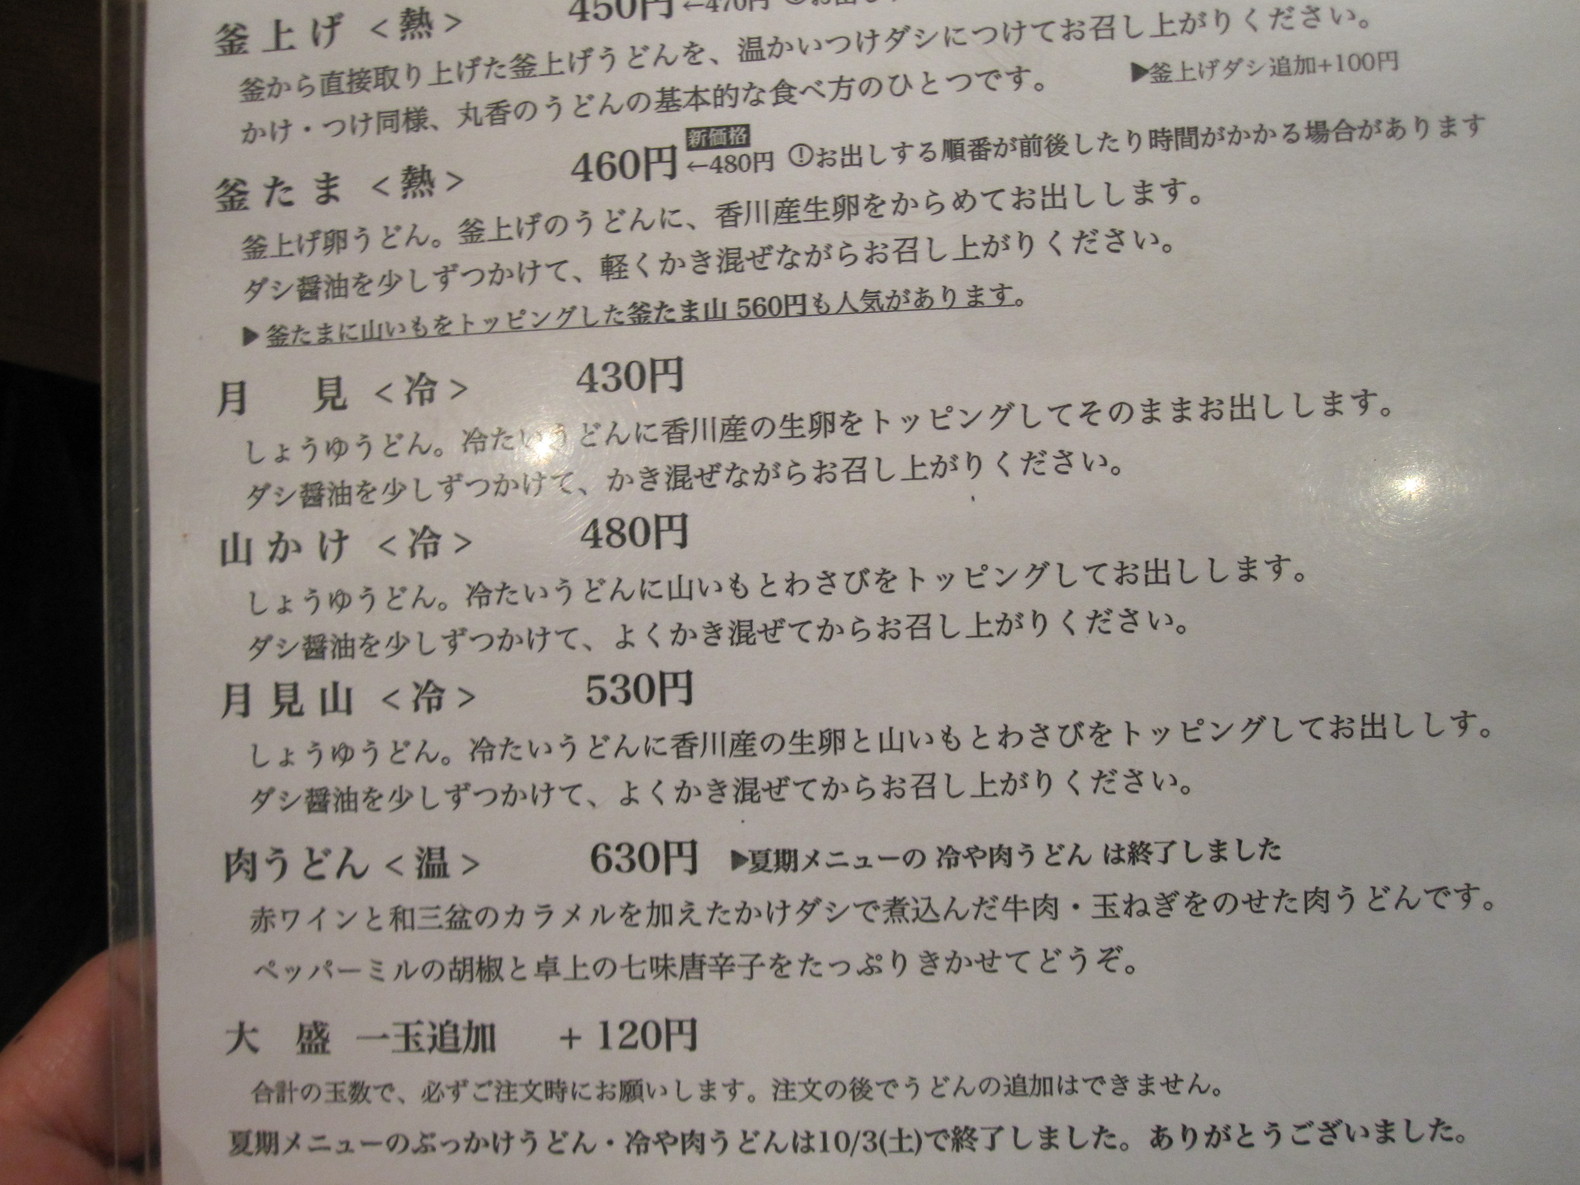 釜上げ <熱> 450円 ←470円
釜から直接取り上げた釜上げうどんを、温かいつけダシにつけてお召し上がりください。
かけ・つけ同様、丸香のうどんの基本的な食べ方のひとつです。 ▶釜上げダシ追加+100円
新価格
釜たま <熱> 460円 ←480円 ①お出しする順番が前後したり時間がかかる場合があります
釜上げ卵うどん。釜上げのうどんに、香川産生卵をからめてお出しします。
ダシ醤油を少しずつかけて、軽くかき混ぜながらお召し上がりください。
▶釜たまに山いもをトッピングした釜たま山 560円も人気があります。
月 見 <冷> 430円
しょうゆうどん。冷たいうどんに香川産の生卵をトッピングしてそのままお出しします。
ダシ醤油を少しずつかけて、かき混ぜながらお召し上がりください。
山かけ <冷> 480円
しょうゆうどん。冷たいうどんに山いもとわさびをトッピングしてお出しします。
ダシ醤油を少しずつかけて、よくかき混ぜてからお召し上がりください。
月見山 <冷> 530円
しょうゆうどん。冷たいうどんに香川産の生卵と山いもとわさびをトッピングしてお出しします。
ダシ醤油を少しずつかけて、よくかき混ぜてからお召し上がりください。
肉うどん <温> 630円 ▶夏期メニューの 冷や肉うどん は終了しました
赤ワインと和三盆のカラメルを加えたかけダシで煮込んだ牛肉・玉ねぎをのせた肉うどんです。
ペッパーミルの胡椒と卓上の七味唐辛子をたっぷりきかせてどうぞ。
大 盛 一玉追加 + 120円
合計の玉数で、必ずご注文時にお願いします。注文の後でうどんの追加はできません。
夏期メニューのぶっかけうどん・冷や肉うどんは10/3(土)で終了しました。ありがとうございました。